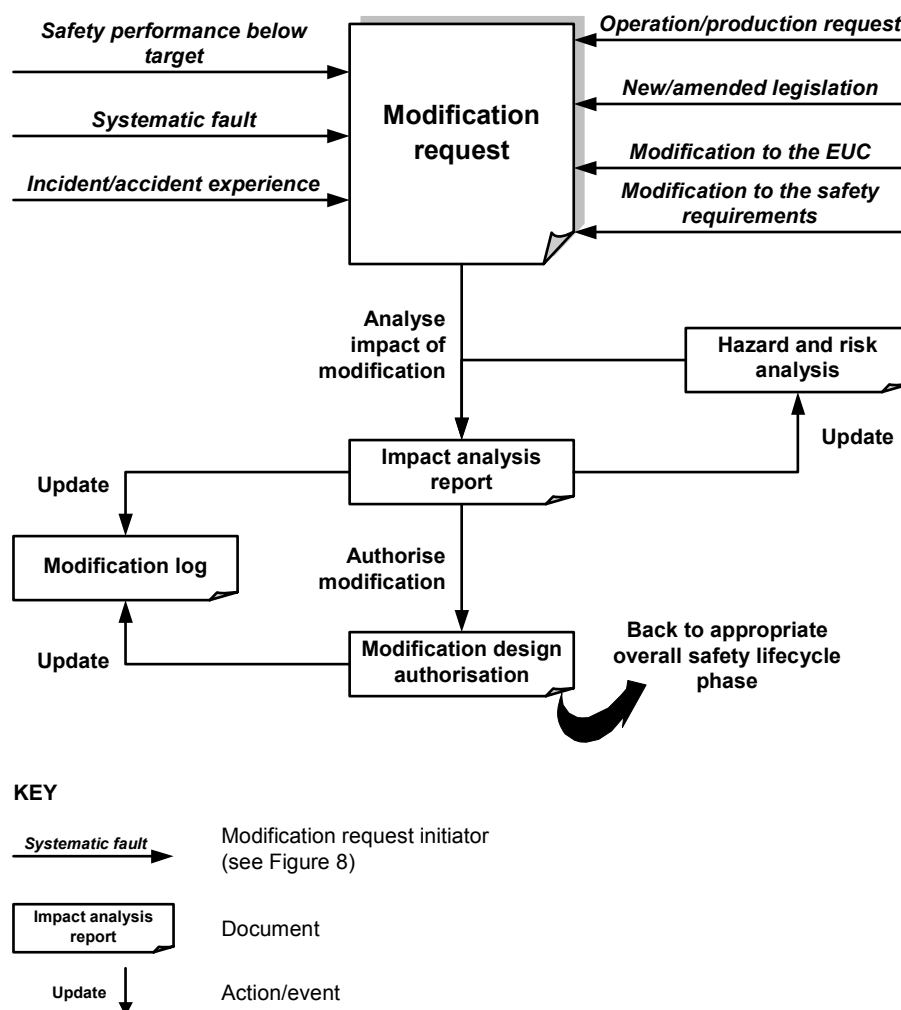 Safety performance below
target
Systematic fault
Incident/accident experience
Modification
request
Operation/production request
New/amended legislation
Modification to the EUC
Modification to the safety
requirements
Analyse
impact of
modification
Hazard and risk
analysis
Update
Impact analysis
report
Update
Modification log
Authorise
modification
Update
Modification design
authorisation
Back to appropriate
overall safety lifecycle
phase
KEY
Systematic fault
Modification request initiator
(see Figure 8)
Impact analysis
report
Document
Update
Action/event